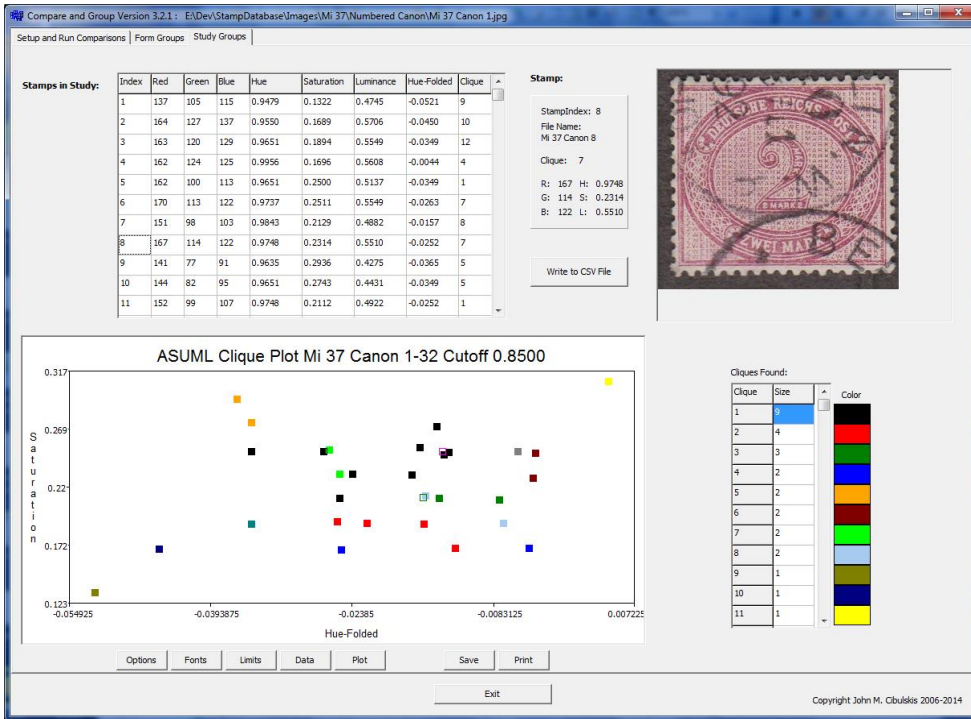 Compare and Group Version 3.2.1 : E:\Dev\StampDatabase\Images\Mi 37\Numbered Canon\Mi 37 Canon 1.jpg
Setup and Run Comparisons Form Groups Study Groups
Stamps in Study:
Index Red Green Blue Hue Saturation Luminance Hue-Folded Clique
1 137 105 115 0.9479 0.1322 0.4745 -0.0521 9
2 164 127 137 0.9550 0.1689 0.5706 -0.0450 10
3 163 120 129 0.9651 0.1894 0.5549 -0.0349 12
4 162 124 125 0.9956 0.1696 0.5608 -0.0044 4
5 162 100 113 0.9651 0.2500 0.5137 -0.0349 1
6 170 113 122 0.9737 0.2511 0.5549 -0.0263 7
7 151 98 103 0.9843 0.2129 0.4882 -0.0157 8
8 167 114 122 0.9748 0.2314 0.5510 -0.0252 7
9 141 77 91 0.9635 0.2936 0.4275 -0.0365 5
10 144 82 95 0.9651 0.2743 0.4431 -0.0349 5
11 152 99 107 0.9748 0.2112 0.4922 -0.0252 1
Stamp:
StampIndex: 8
File Name:
Mi 37 Canon 8
Clique: 7
R: 167 H: 0.9748
G: 114 S: 0.2314
B: 122 L: 0.5510
Write to CSV File
DEUTSCHE REICHS-POST
2
2 MARK 2
ZWEI MARK
BE
ASUML Clique Plot Mi 37 Canon 1-32 Cutoff 0.8500
0.317
0.269
0.22
0.172
0.123
Saturation
-0.054925 -0.0393875 -0.02385 -0.0083125 0.007225
Hue-Folded
Cliques Found:
Clique Size Color
1 9
2 4
3 3
4 2
5 2
6 2
7 2
8 2
9 1
10 1
11 1
Options Fonts Limits Data Plot Save Print
Exit
Copyright John M. Cibulskis 2006-2014